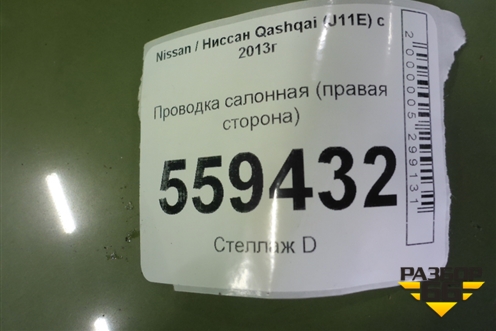 Nissan / Ниссан Qashqai (J11E) с
2013г
Проводка салонная (правая
сторона)
559432
Стеллаж D
2000005299131
РАЗБОР